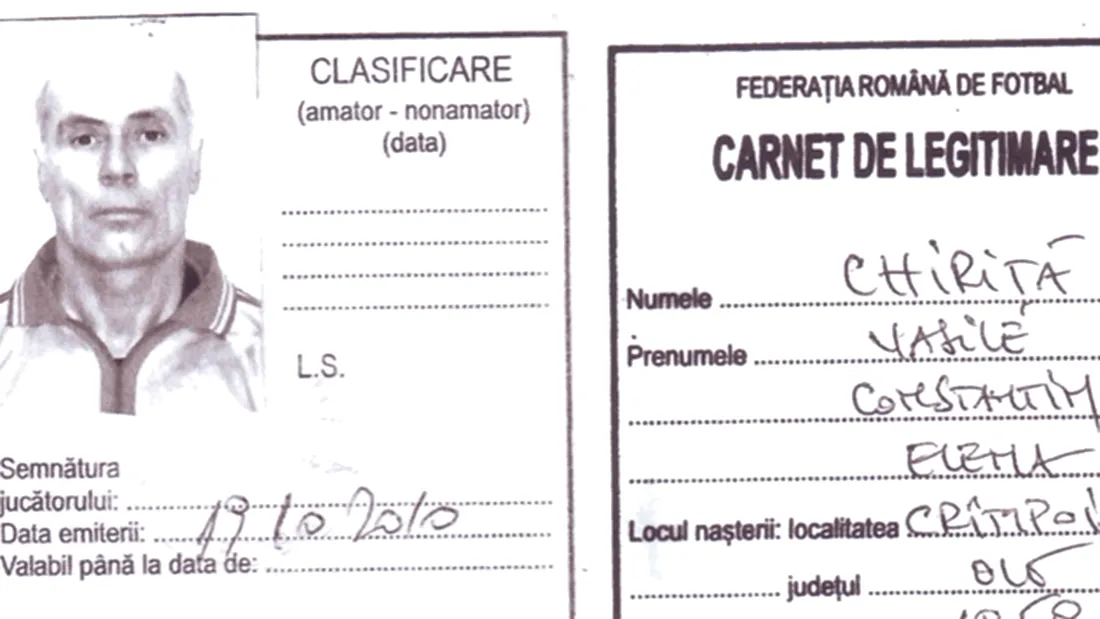 CLASIFICARE
(amator - nonamator)
(data)
L.S.
Semnătura
jucătorului:
Data emiterii: 19 10 2010
Valabil până la data de:
FEDERAȚIA ROMÂNĂ DE FOTBAL
CARNET DE LEGITIMARE
Numele CHIRIȚĂ
Prenumele VASILE
CONSTANTIN
ELENA
Locul nașterii: localitatea
județul OLT